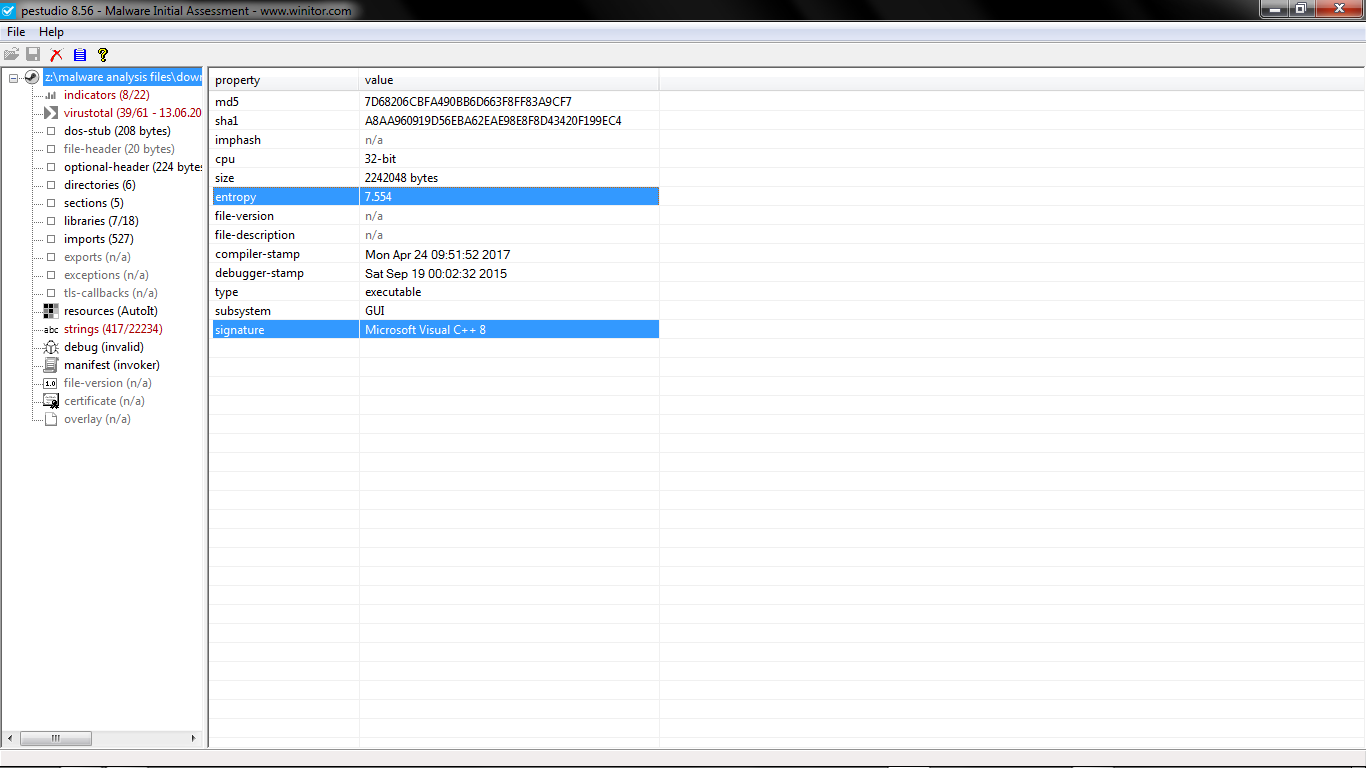 pestudio 8.56 - Malware Initial Assessment - www.winitor.com
File Help
z:\malware analysis files\dowr
indicators (8/22)
virustotal (39/61 - 13.06.20
dos-stub (208 bytes)
file-header (20 bytes)
optional-header (224 bytes
directories (6)
sections (5)
libraries (7/18)
imports (527)
exports (n/a)
exceptions (n/a)
tls-callbacks (n/a)
resources (AutoIt)
abc strings (417/22234)
debug (invalid)
manifest (invoker)
1.0 file-version (n/a)
certificate (n/a)
overlay (n/a)
property value
md5 7D68206CBFA490BB6D663F8FF83A9CF7
sha1 A8AA960919D56EBA62EAE98E8F8D43420F199EC4
imphash n/a
cpu 32-bit
size 2242048 bytes
entropy 7.554
file-version n/a
file-description n/a
compiler-stamp Mon Apr 24 09:51:52 2017
debugger-stamp Sat Sep 19 00:02:32 2015
type executable
subsystem GUI
signature Microsoft Visual C++ 8